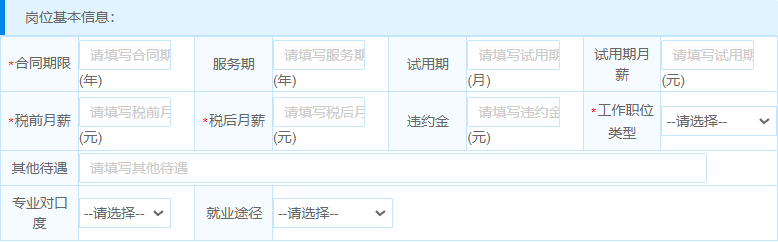 岗位基本信息：
*合同期限 请填写合同期 (年) 服务期 请填写服务期 (年) 试用期 请填写试用期 (月) 试用期月薪 请填写试用期 (元)
*税前月薪 请填写税前月 (元) *税后月薪 请填写税后月 (元) 违约金 请填写违约金 (元) *工作职位类型 --请选择--
其他待遇 请填写其他待遇
专业对口度 --请选择-- 就业途径 --请选择--